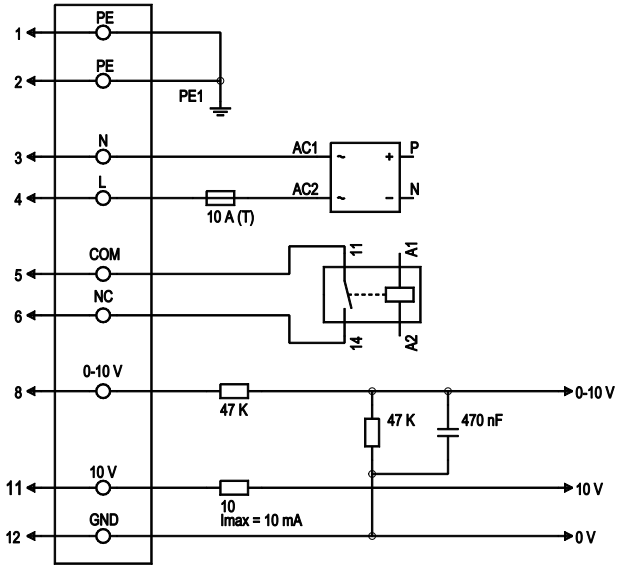 PE
1
PE
2
PE1
N
3
AC1
~ + P
L
4
AC2
~ − N
10 A (T)
COM
5
11
A1
NC
6
14
A2
0-10 V
8
0-10 V
47 K
47 K
470 nF
10 V
11
10 V
10
Imax = 10 mA
GND
12
0 V